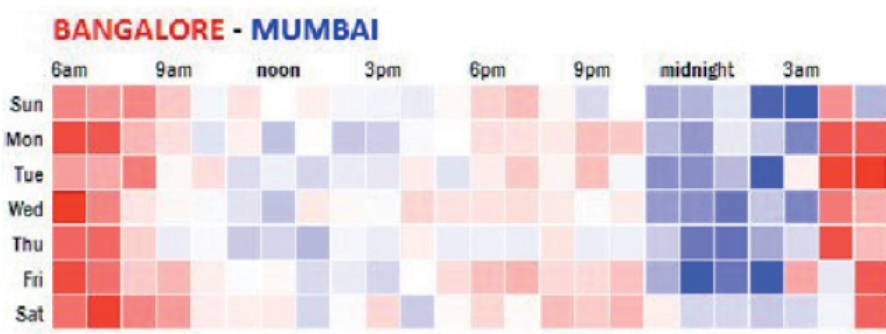 BANGALORE - MUMBAI
6am 9am noon 3pm 6pm 9pm midnight 3am
Sun
Mon
Tue
Wed
Thu
Fri
Sat